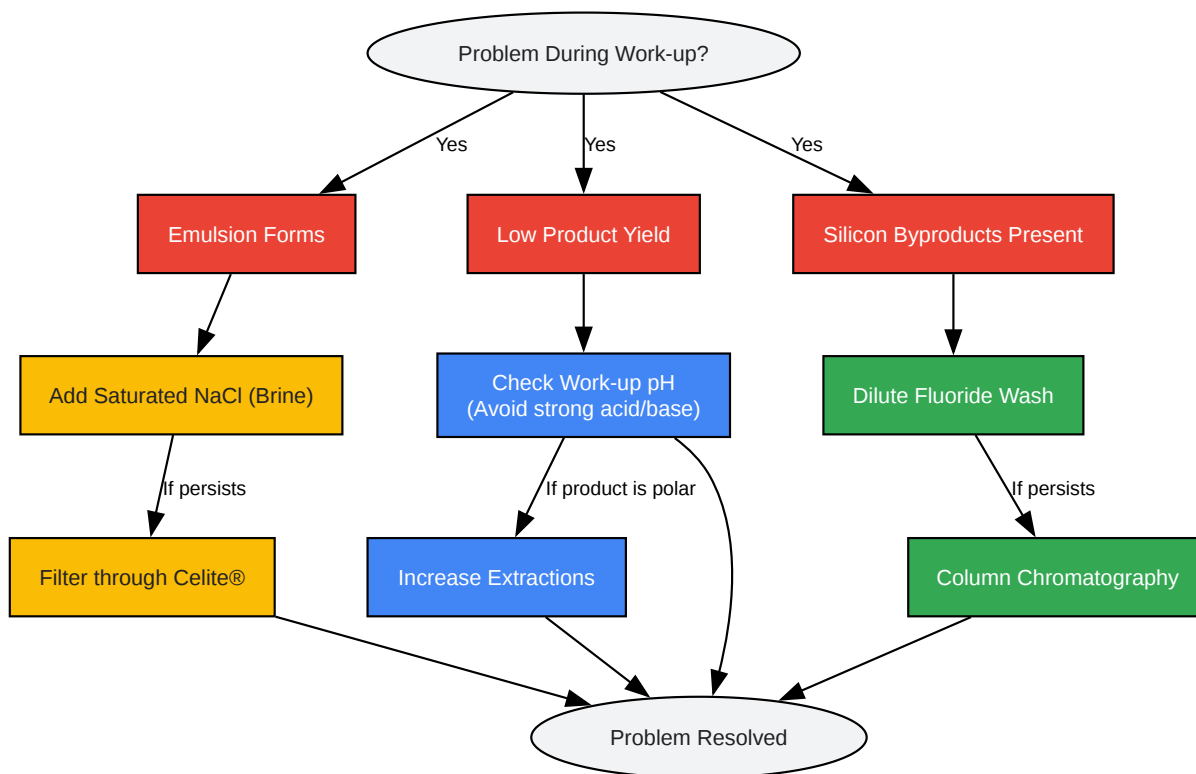 Problem During Work-up?
Yes
Yes
Yes
Emulsion Forms
Low Product Yield
Silicon Byproducts Present
Add Saturated NaCl (Brine)
Check Work-up pH
(Avoid strong acid/base)
Dilute Fluoride Wash
If persists
If product is polar
If persists
Filter through Celite®
Increase Extractions
Column Chromatography
Problem Resolved